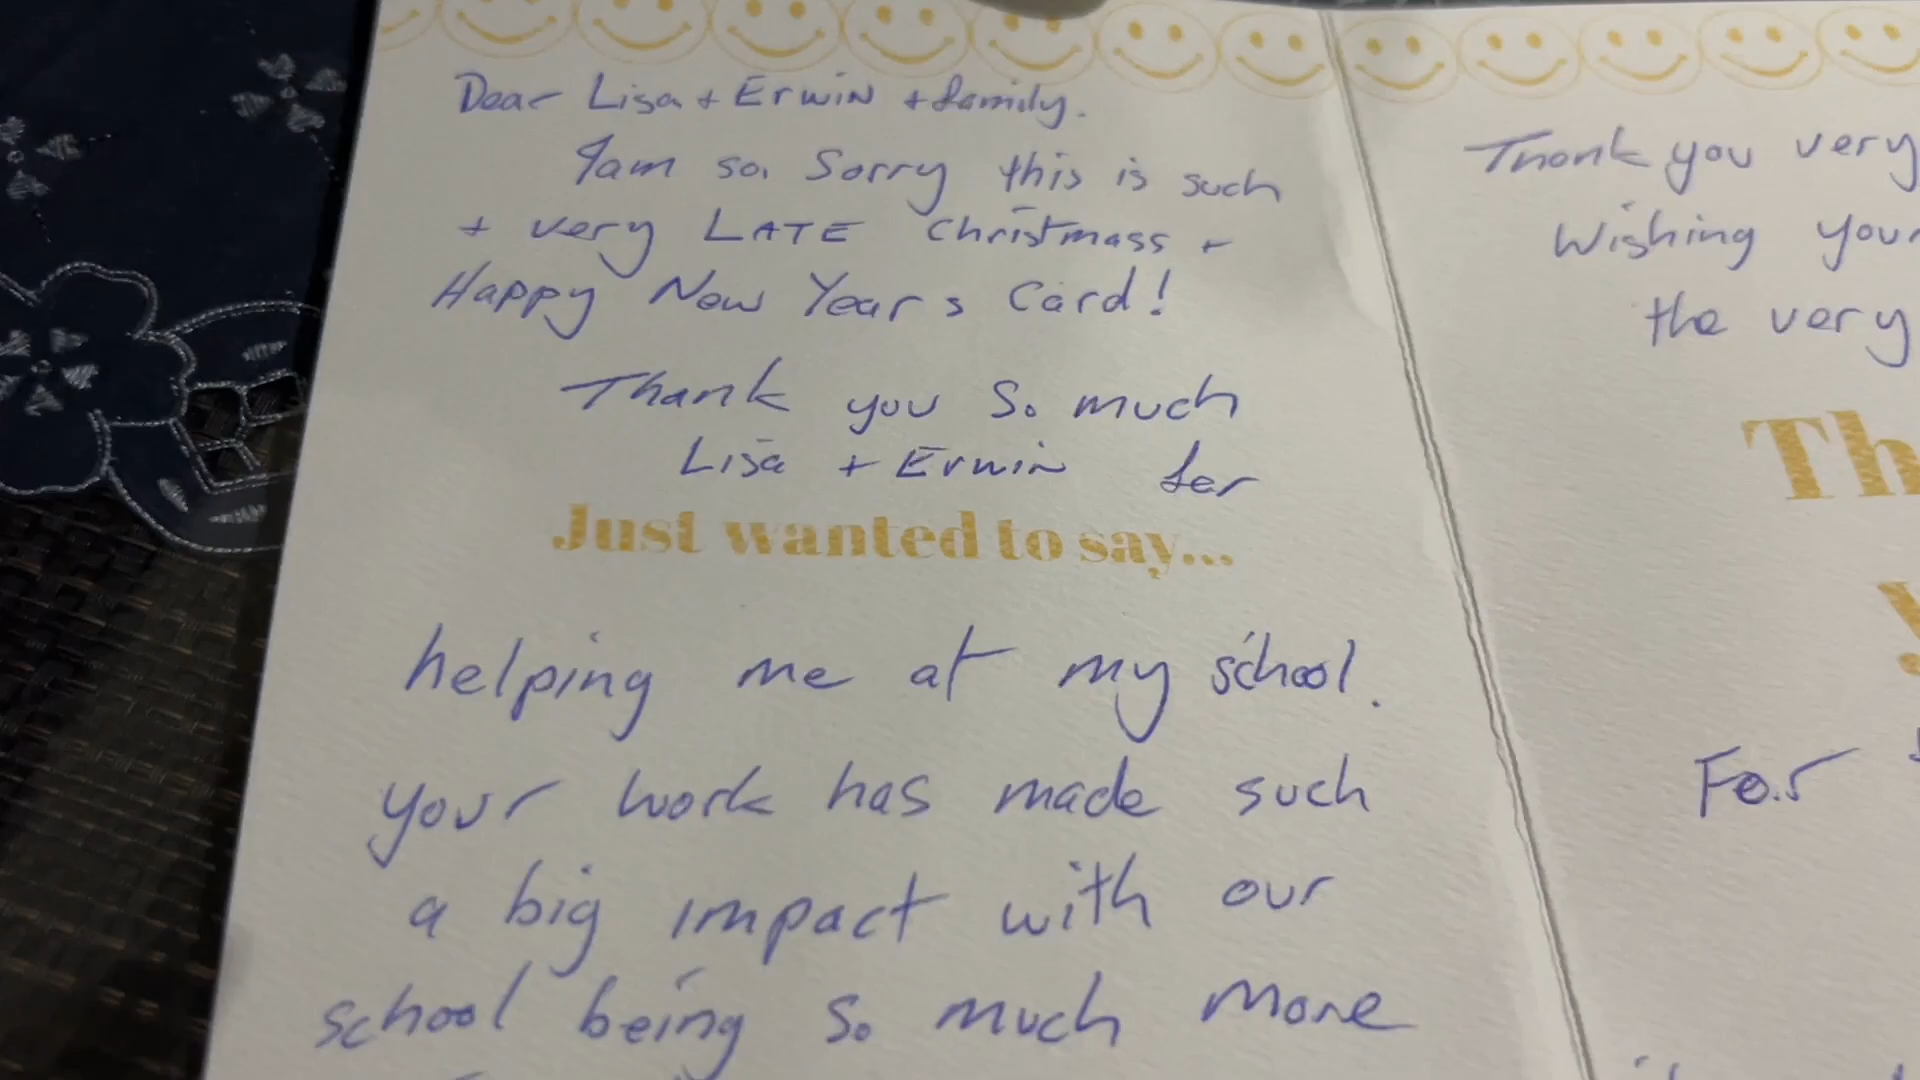 Dear Lisa + Erwin + family.
I am so, Sorry this is such
+ very LATE Christmass +
Happy New Years Card!
Thank you So much
Lisa + Erwin for
Just wanted to say...
helping me at my school.
your work has made such
a big impact with our
school being so much more
Thank you very
Wishing your
the very
Th
y
For